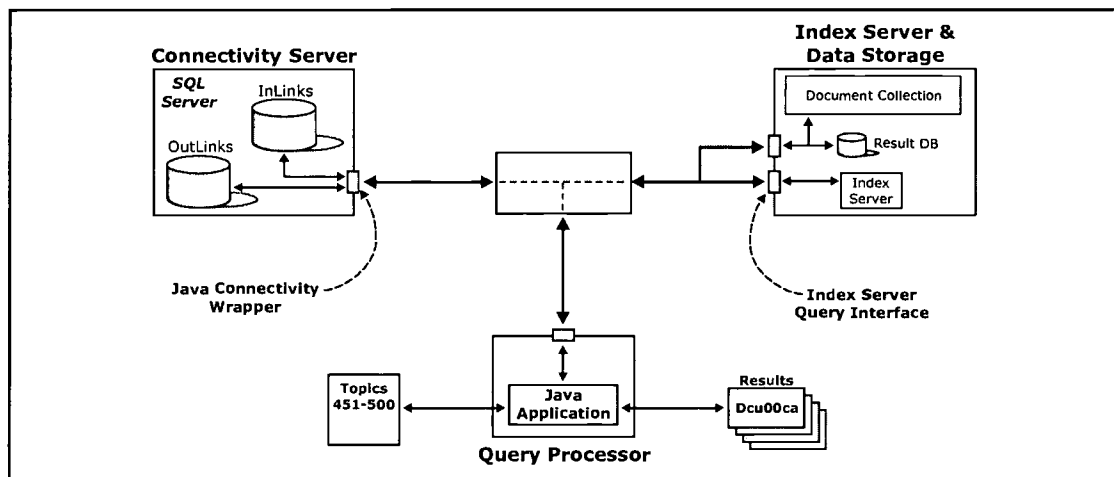 Connectivity Server
SQL
Server
InLinks
OutLinks
Index Server &
Data Storage
Document Collection
Result DB
Index
Server
Java Connectivity
Wrapper
Index Server
Query Interface
Topics
451-500
Java
Application
Results
Dcu00ca
Query Processor